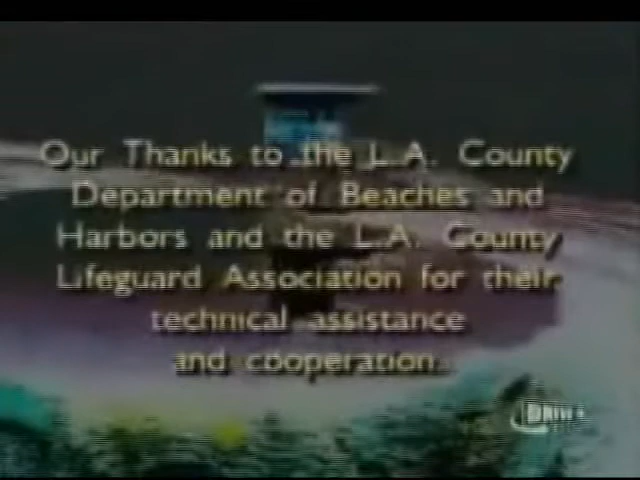 Our Thanks to the L.A. County
Department of Beaches and
Harbors and the L.A. County
Lifeguard Association for their
technical assistance
and cooperation.